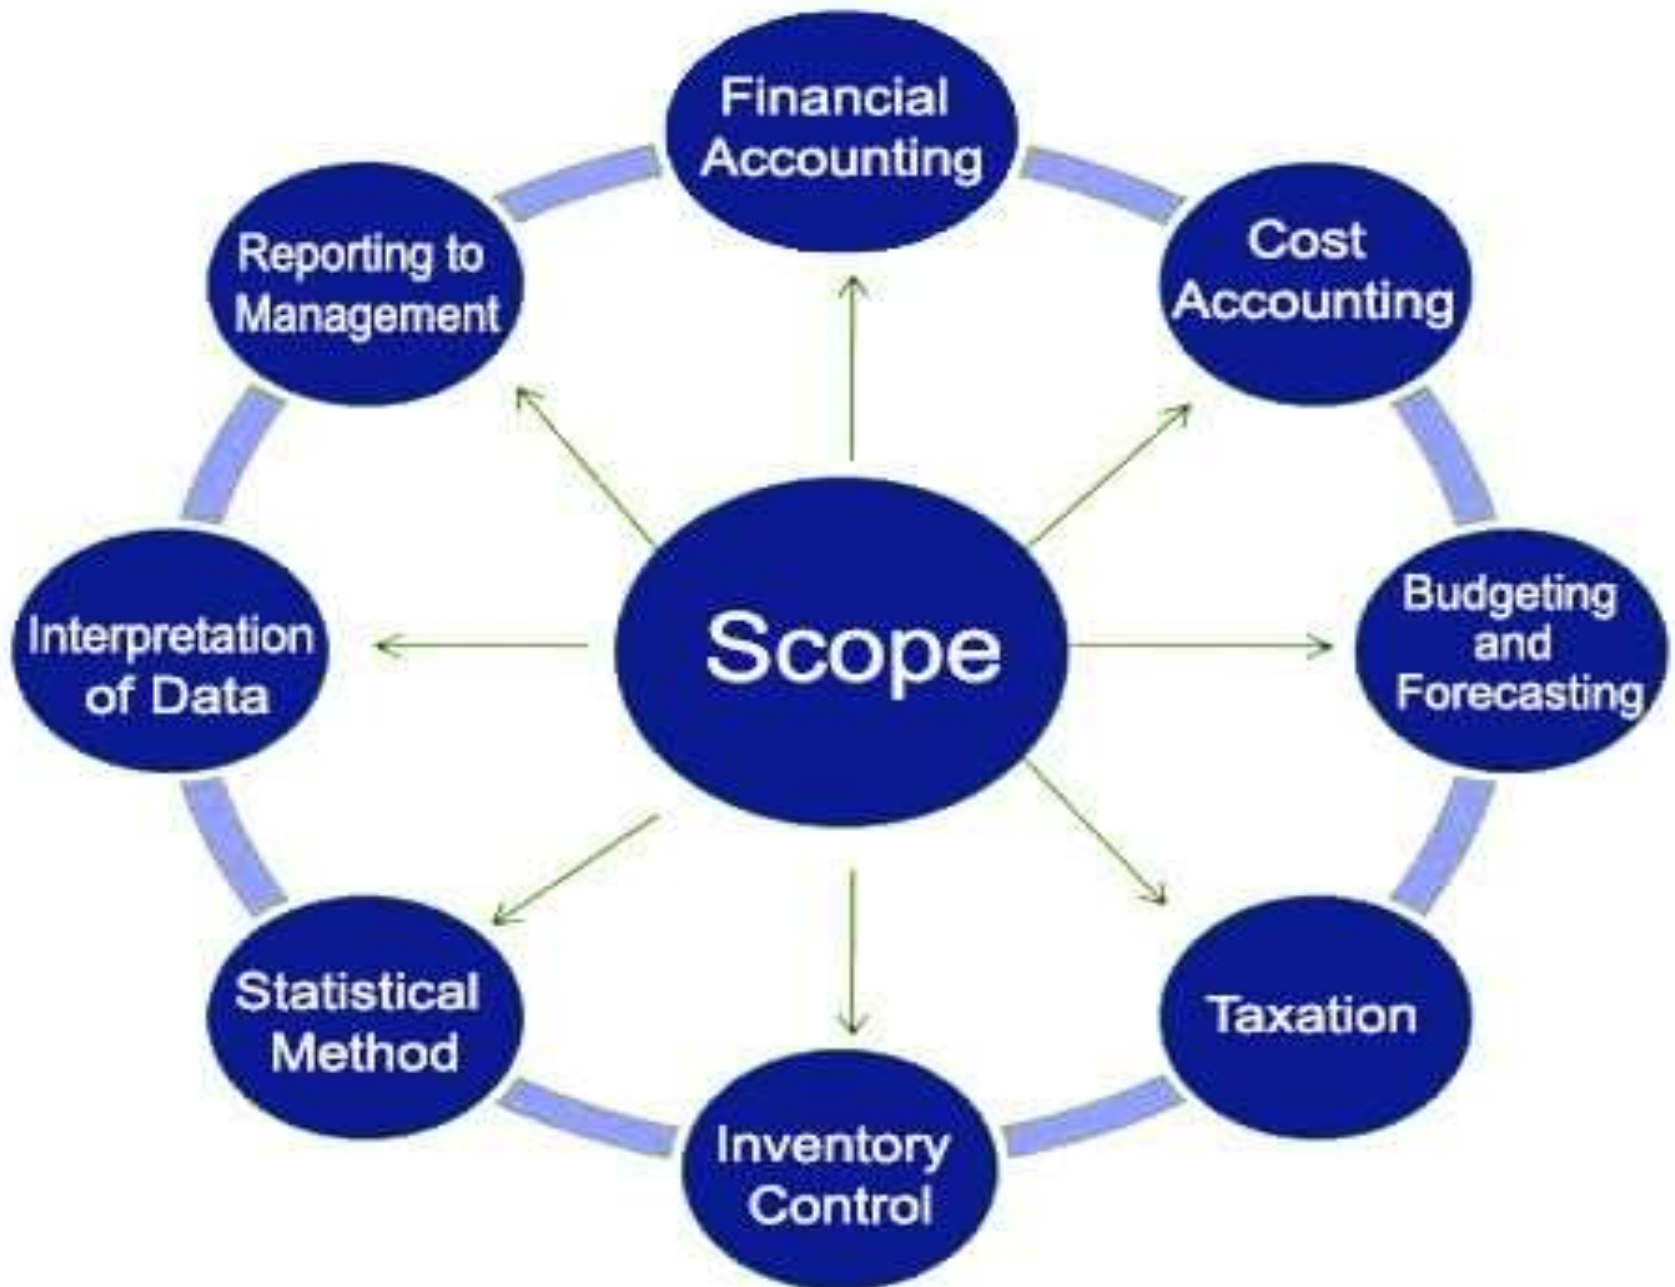 Financial
Accounting
Cost
Accounting
Budgeting
and
Forecasting
Taxation
Inventory
Control
Statistical
Method
Interpretation
of Data
Reporting to
Management
Scope